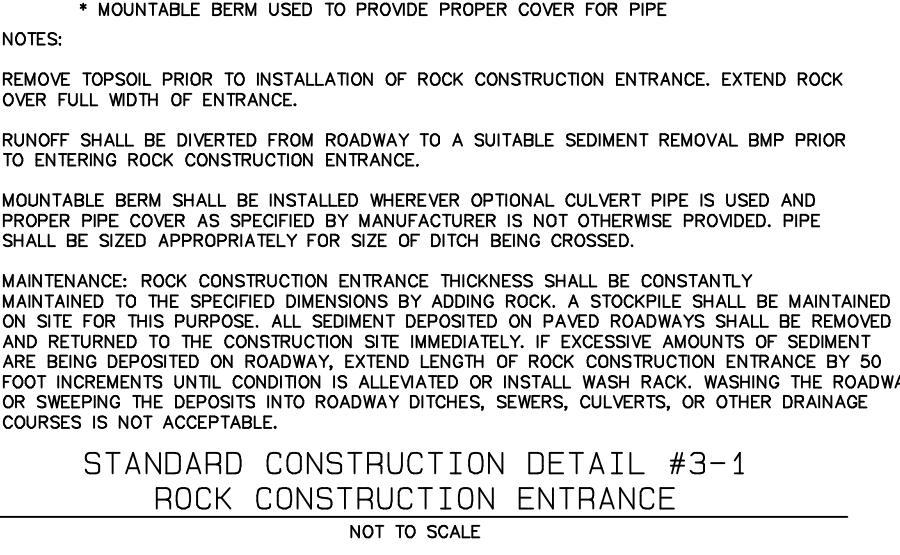 * MOUNTABLE BERM USED TO PROVIDE PROPER COVER FOR PIPE
NOTES:
REMOVE TOPSOIL PRIOR TO INSTALLATION OF ROCK CONSTRUCTION ENTRANCE. EXTEND ROCK
OVER FULL WIDTH OF ENTRANCE.
RUNOFF SHALL BE DIVERTED FROM ROADWAY TO A SUITABLE SEDIMENT REMOVAL BMP PRIOR
TO ENTERING ROCK CONSTRUCTION ENTRANCE.
MOUNTABLE BERM SHALL BE INSTALLED WHEREVER OPTIONAL CULVERT PIPE IS USED AND
PROPER PIPE COVER AS SPECIFIED BY MANUFACTURER IS NOT OTHERWISE PROVIDED. PIPE
SHALL BE SIZED APPROPRIATELY FOR SIZE OF DITCH BEING CROSSED.
MAINTENANCE: ROCK CONSTRUCTION ENTRANCE THICKNESS SHALL BE CONSTANTLY
MAINTAINED TO THE SPECIFIED DIMENSIONS BY ADDING ROCK. A STOCKPILE SHALL BE MAINTAINED
ON SITE FOR THIS PURPOSE. ALL SEDIMENT DEPOSITED ON PAVED ROADWAYS SHALL BE REMOVED
AND RETURNED TO THE CONSTRUCTION SITE IMMEDIATELY. IF EXCESSIVE AMOUNTS OF SEDIMENT
ARE BEING DEPOSITED ON ROADWAY, EXTEND LENGTH OF ROCK CONSTRUCTION ENTRANCE BY 50
FOOT INCREMENTS UNTIL CONDITION IS ALLEVIATED OR INSTALL WASH RACK. WASHING THE ROADWA
OR SWEEPING THE DEPOSITS INTO ROADWAY DITCHES, SEWERS, CULVERTS, OR OTHER DRAINAGE
COURSES IS NOT ACCEPTABLE.
STANDARD CONSTRUCTION DETAIL #3-1
ROCK CONSTRUCTION ENTRANCE
NOT TO SCALE